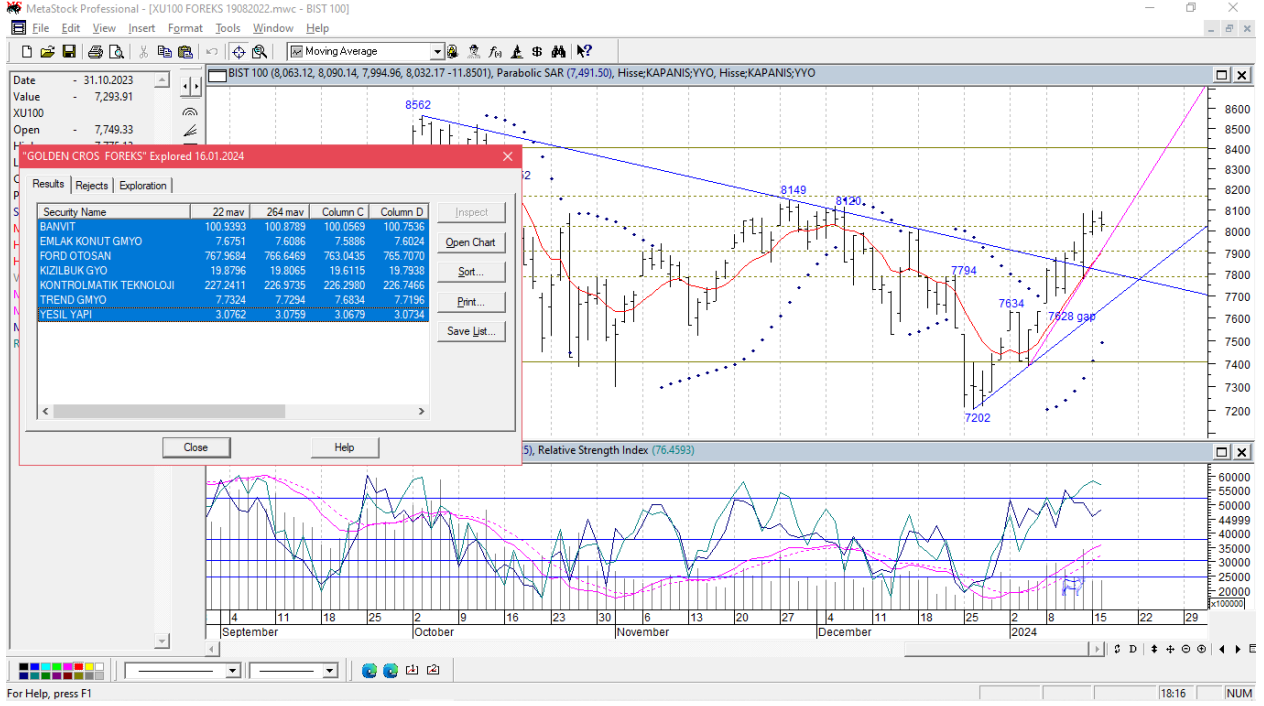 MetaStock Professional - [XU100 FOREKS 19082022.mwc - BIST 100]
File Edit View Insert Format Tools Window Help
Moving Average
Date - 31.10.2023
Value - 7,293.91
XU100
Open - 7,749.33
BIST 100 (8,063.12, 8,090.14, 7,994.96, 8,032.17 -11.8501), Parabolic SAR (7,491.50), Hisse;KAPANIS;YYO, Hisse;KAPANIS;YYO
"GOLDEN CROS FOREKS" Explored 16.01.2024
Results Rejects Exploration
Security Name 22 mav 264 mav Column C Column D
BANVIT 100.9393 100.8789 100.0569 100.7536
EMLAK KONUT GMYO 7.6751 7.6086 7.5886 7.6024
FORD OTOSAN 767.9684 766.6469 763.0435 765.7070
KIZILBUK GYO 19.8796 19.8065 19.6115 19.7938
KONTROLMATIK TEKNOLOJI 227.2411 226.9735 226.2980 226.7466
TREND GMYO 7.7324 7.7294 7.6834 7.7196
YESIL YAPI 3.0762 3.0759 3.0679 3.0734
Inspect
Open Chart
Sort...
Print...
Save List...
Close Help
8562
8149
8120
7794
7634
7628 gap
7202
8600
8500
8400
8300
8200
8100
8000
7900
7800
7700
7600
7500
7400
7300
7200
5), Relative Strength Index (76.4593)
60000
55000
50000
44999
40000
35000
30000
25000
20000
x100000
4 11 18 25 2 9 16 23 30 6 13 20 27 4 11 18 25 2 8 15 22 29
September October November December 2024
D
For Help, press F1
18:16 NUM